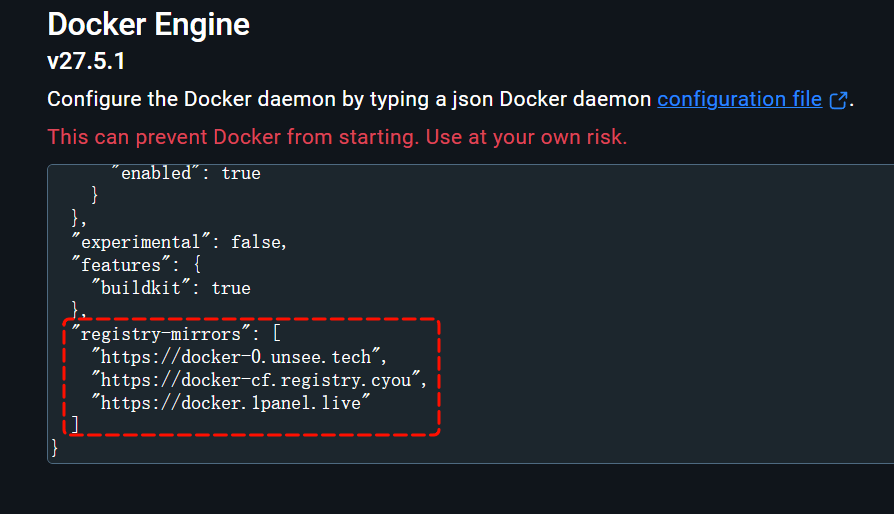 Docker Engine
v27.5.1
Configure the Docker daemon by typing a json Docker daemon configuration file.
This can prevent Docker from starting. Use at your own risk.
"enabled": true
}
},
"experimental": false,
"features": {
"buildkit": true
},
"registry-mirrors": [
"https://docker-0.unsee.tech",
"https://docker-cf.registry.cyou",
"https://docker.1panel.live"
]
}